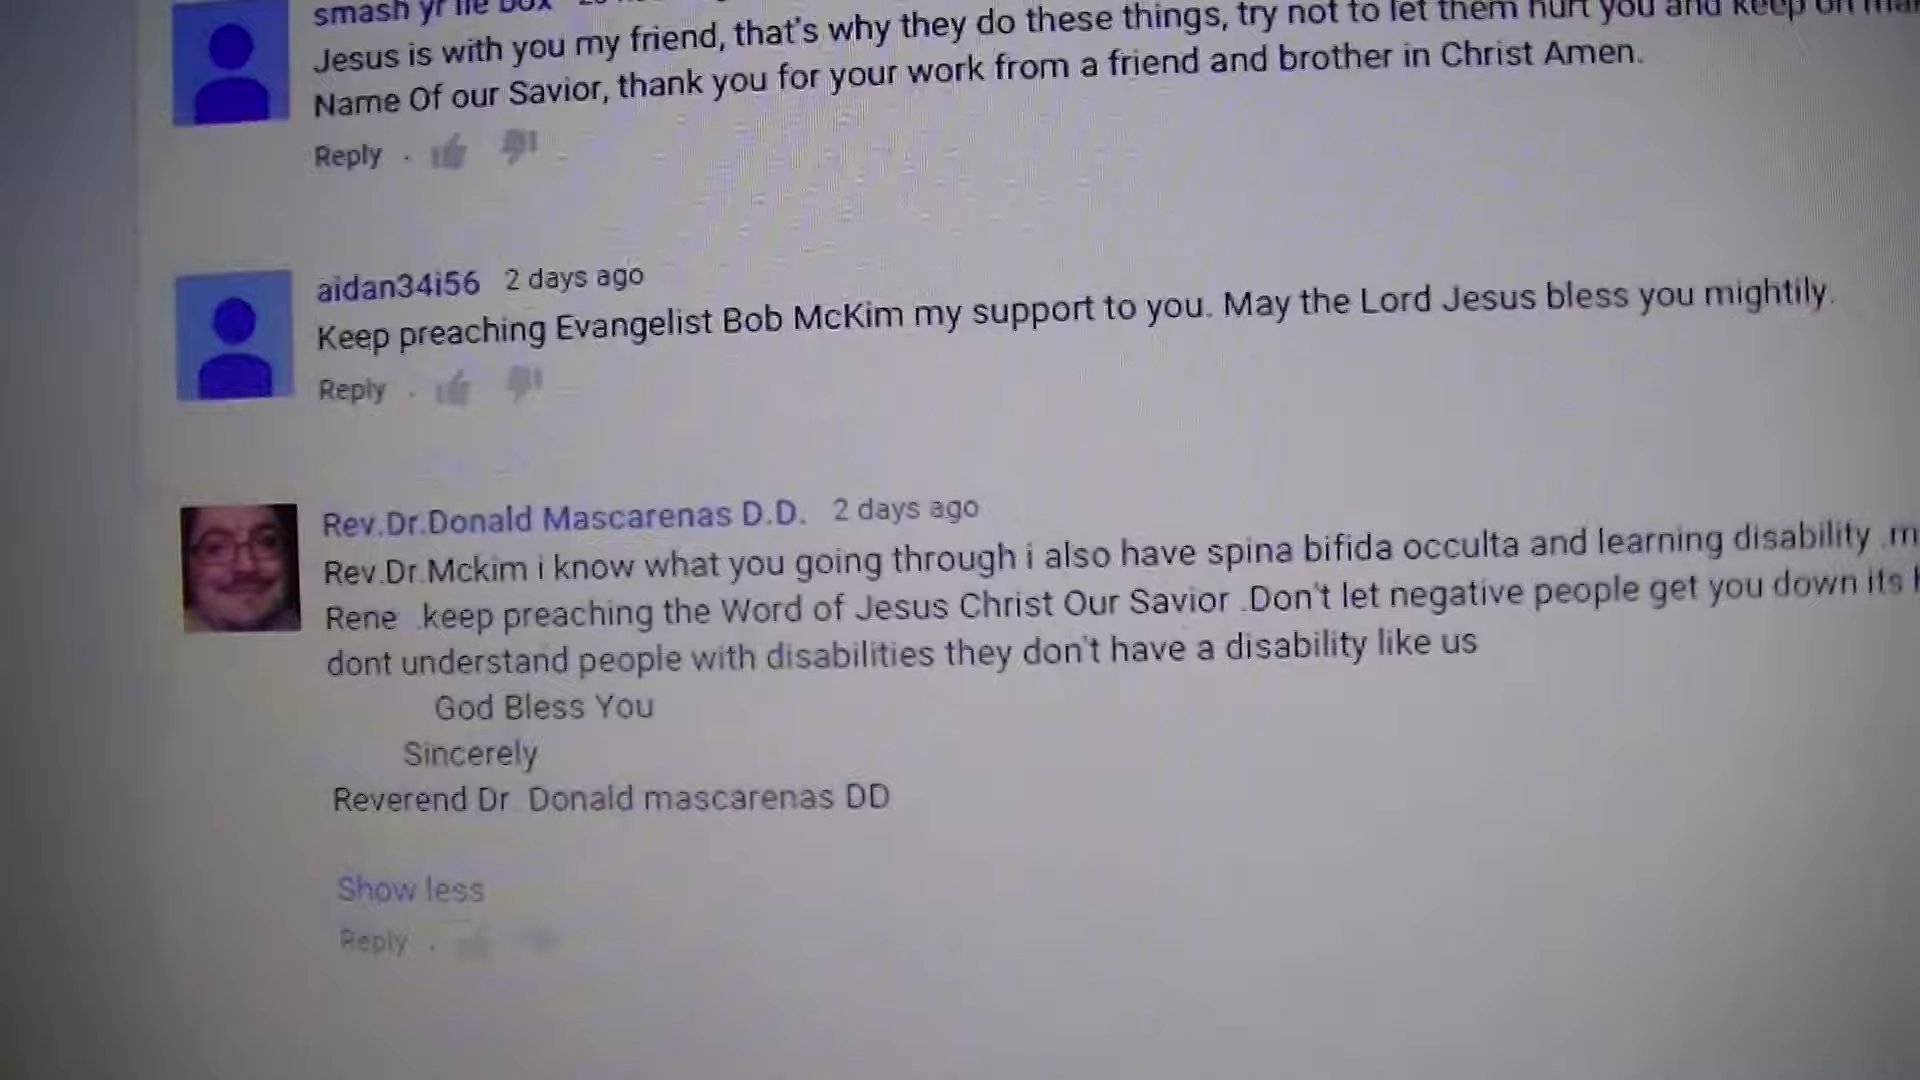 smash yr lie box
Jesus is with you my friend, that's why they do these things, try not to let them hurt you and keep on
Name Of our Savior, thank you for your work from a friend and brother in Christ Amen.
Reply ·
aidan34i56 2 days ago
Keep preaching Evangelist Bob McKim my support to you. May the Lord Jesus bless you mightily.
Reply ·
Rev.Dr.Donald Mascarenas D.D. 2 days ago
Rev.Dr.Mckim i know what you going through i also have spina bifida occulta and learning disability .m
Rene .keep preaching the Word of Jesus Christ Our Savior .Don't let negative people get you down its
dont understand people with disabilities they don't have a disability like us
God Bless You
Sincerely
Reverend Dr Donald mascarenas DD
Show less
Reply ·